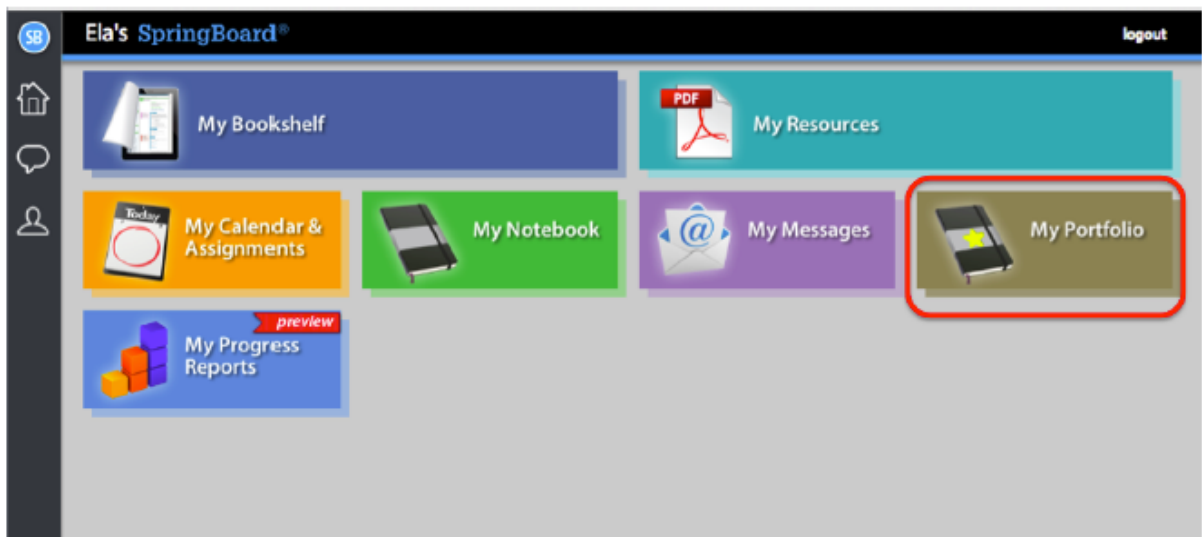 SB
Ela's SpringBoard®
logout
My Bookshelf
PDF
My Resources
Today
My Calendar &
Assignments
My Notebook
@
My Messages
My Portfolio
preview
My Progress
Reports